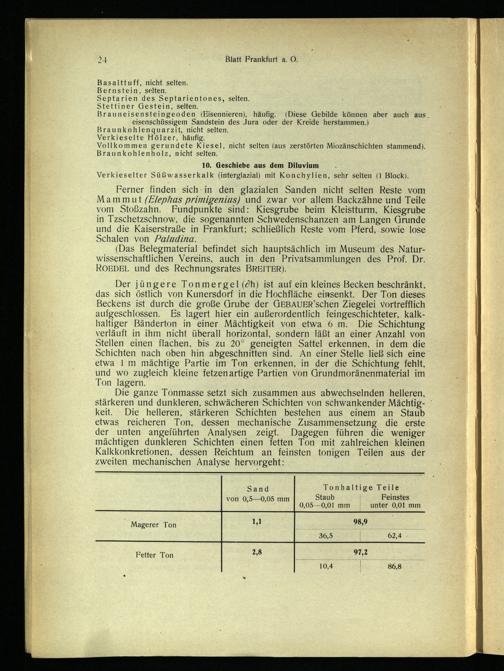 24
Blatt Frankfurt a. O.
Basalttuff, nicht selten.
Bernstein, selten.
Septarien des Septarientones, selten.
Stettiner Gestein, selten.
Brauneisensteingeoden (Eisennieren), häufig. (Diese Gebilde können aber auch aus
eisenschüssigem Sandstein des Jura oder der Kreide herstammen.)
Braunkohlenquarzit, nicht selten.
Verkieselte Hölzer, häufig.
Vollkommen gerundete Kiesel, nicht selten (aus zerstörten Miozänschichten stammend).
Braunkohlenholz, nicht selten.
10. Geschiebe aus dem Diluvium
Verkieselter Süßwasserkalk (interglazial) mit Konchylien, sehr selten (1 Block).
Ferner finden sich in den glazialen Sanden nicht selten Reste vom
Mammut (Elephas primigenius) und zwar vor allem Backzähne und Teile
vom Stoßzahn. Fundpunkte sind: Kiesgrube beim Kleistturm, Kiesgrube
in Tzschetzschnow, die sogenannten Schwedenschanzen am Langen Grunde
und die Kaiserstraße in Frankfurt; schließlich Reste vom Pferd, sowie lose
Schalen von Paludina.
(Das Belegmaterial befindet sich hauptsächlich im Museum des Natur-
wissenschaftlichen Vereins, auch in den Privatsammlungen des Prof. Dr.
ROEDEL und des Rechnungsrates BREITER).
Der jüngere Tonmergel (∂h) ist auf ein kleines Becken beschränkt,
das sich östlich von Kunersdorf in die Hochfläche einsenkt. Der Ton dieses
Beckens ist durch die große Grube der GEBAUER'schen Ziegelei vortrefflich
aufgeschlossen. Es lagert hier ein außerordentlich feingeschichteter, kalk-
haltiger Bänderton in einer Mächtigkeit von etwa 6 m. Die Schichtung
verläuft in ihm nicht überall horizontal, sondern läßt an einer Anzahl von
Stellen einen flachen, bis zu 20° geneigten Sattel erkennen, in dem die
Schichten nach oben hin abgeschnitten sind. An einer Stelle ließ sich eine
etwa 1 m mächtige Partie im Ton erkennen, in der die Schichtung fehlt,
und wo zugleich kleine fetzenartige Partien von Grundmoränenmaterial im
Ton lagern.
Die ganze Tonmasse setzt sich zusammen aus abwechselnden helleren,
stärkeren und dunkleren, schwächeren Schichten von schwankender Mächtig-
keit. Die helleren, stärkeren Schichten bestehen aus einem an Staub
etwas reicheren Ton, dessen mechanische Zusammensetzung die erste
der unten angeführten Analysen zeigt. Dagegen führen die weniger
mächtigen dunkleren Schichten einen fetten Ton mit zahlreichen kleinen
Kalkkonkretionen, dessen Reichtum an feinsten tonigen Teilen aus der
zweiten mechanischen Analyse hervorgeht:
Sand
von 0,5—0,05 mm
Tonhaltige Teile
Staub
0,05—0,01 mm
Feinstes
unter 0,01 mm
Magerer Ton
1,1
98,9
36,5
62,4
Fetter Ton
2,8
97,2
10,4
86,8